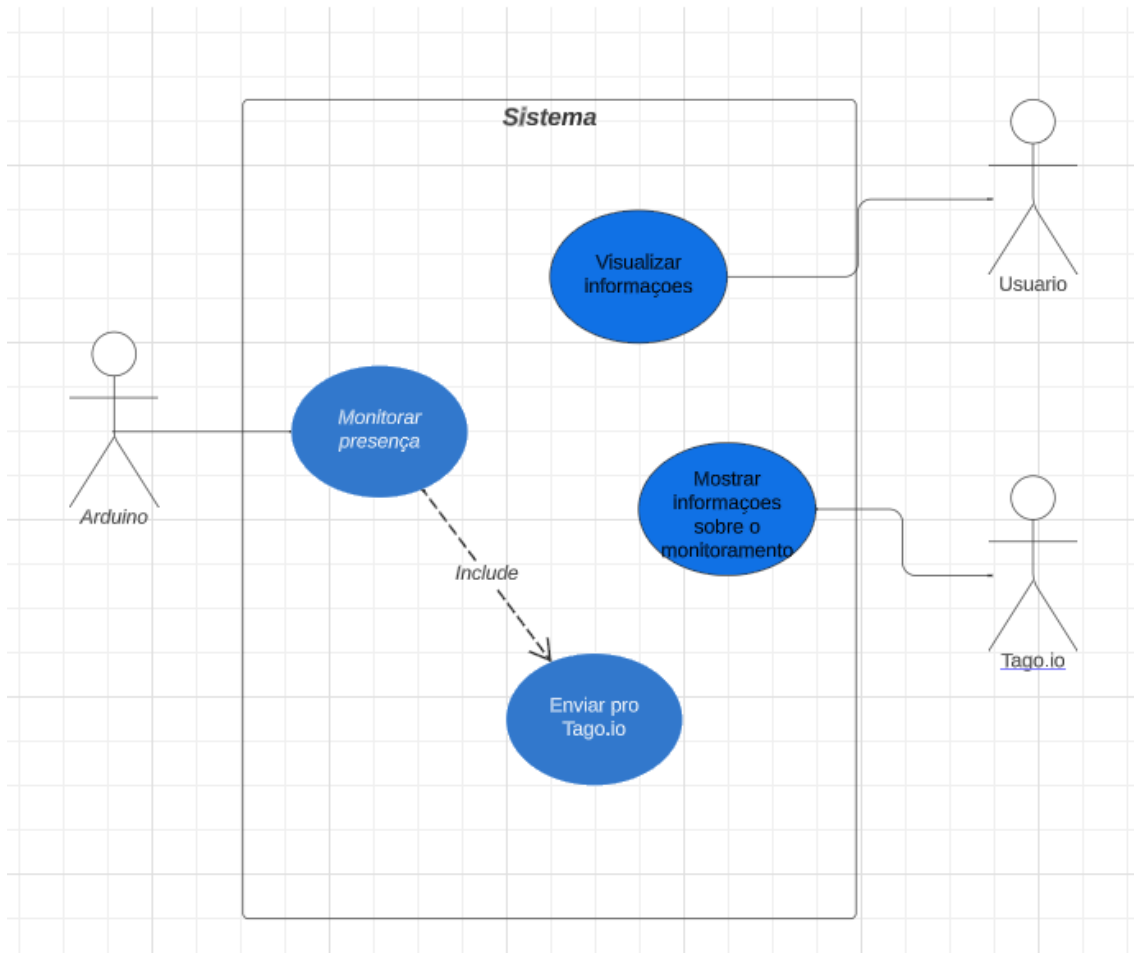 Sistema
Visualizar
informaçoes
Usuario
Monitorar
presença
Arduino
Mostrar
informaçoes
sobre o
monitoramento
Include
Tago.io
Enviar pro
Tago.io